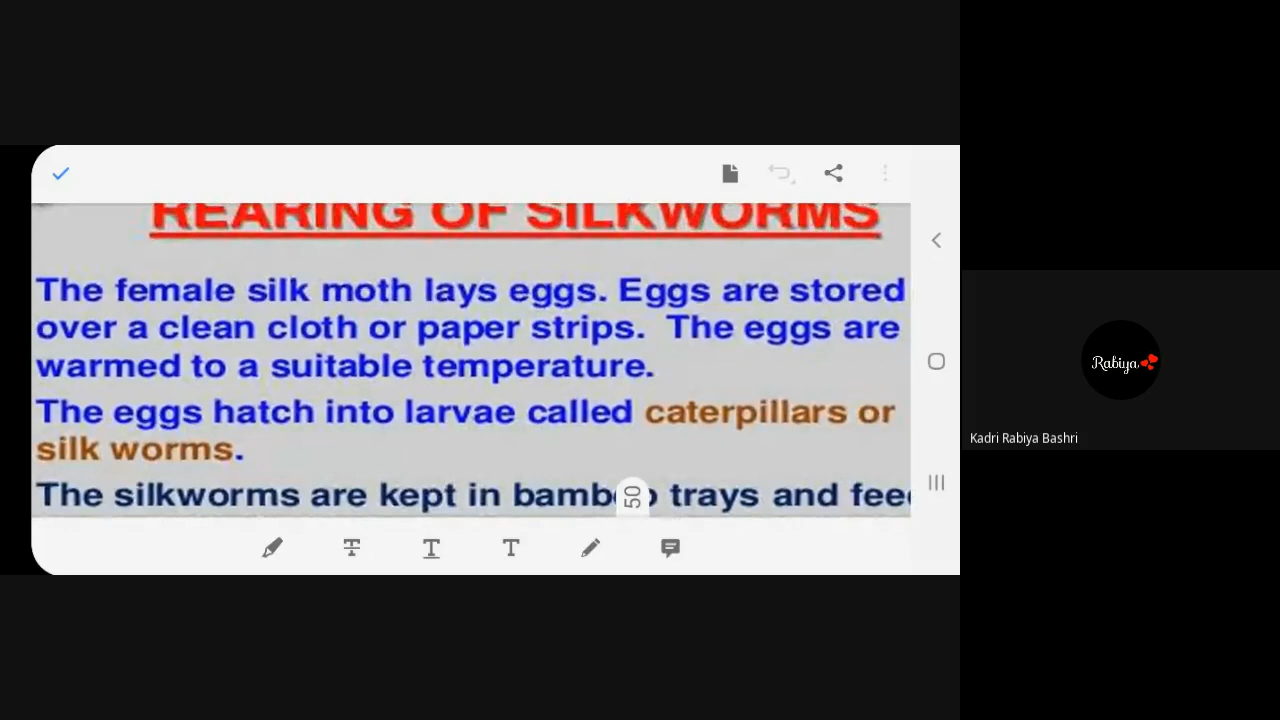 REARING OF SILKWORMS
The female silk moth lays eggs. Eggs are stored
over a clean cloth or paper strips. The eggs are
warmed to a suitable temperature.
The eggs hatch into larvae called caterpillars or
silk worms.
The silkworms are kept in bamboo trays and feed
50
Rabiya
Kadri Rabiya Bashri